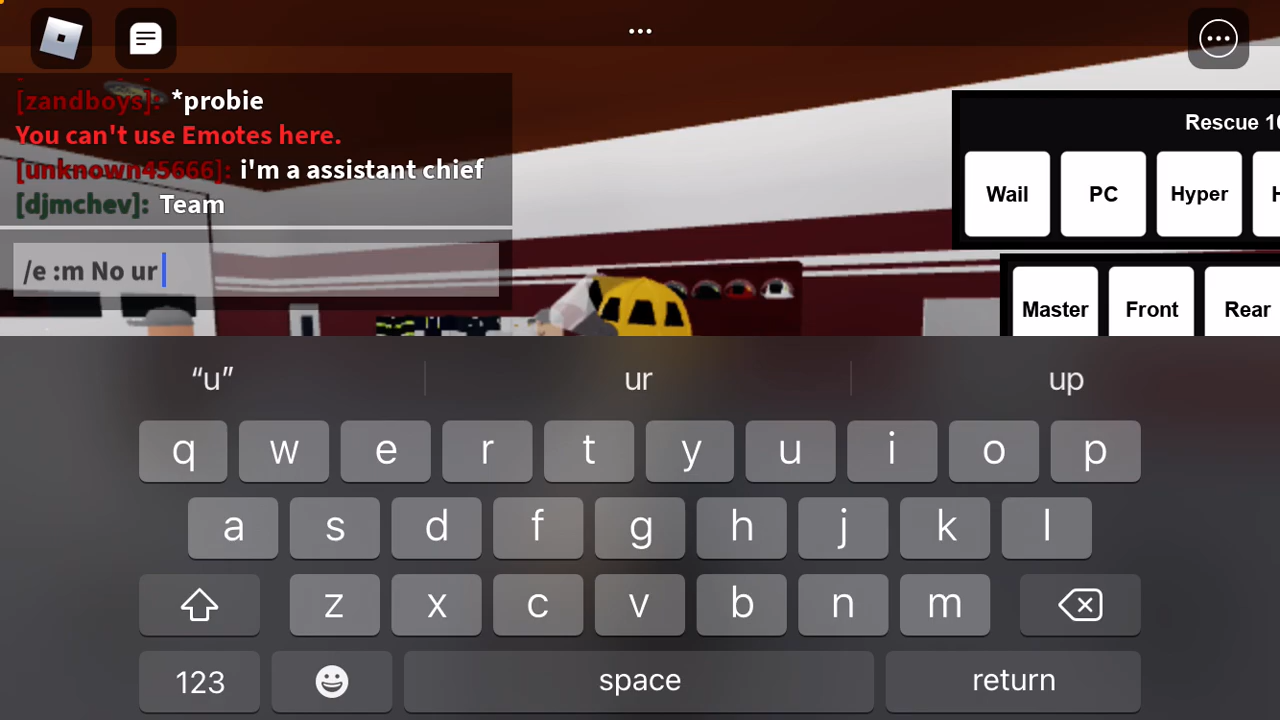 [zandboys]: *probie
You can't use Emotes here.
[unknown45666]: i'm a assistant chief
[djmchev]: Team
/e :m No ur
Rescue 10
Wail PC Hyper H
Master Front Rear
“u” ur up
q w e r t y u i o p
a s d f g h j k l
z x c v b n m
123 space return